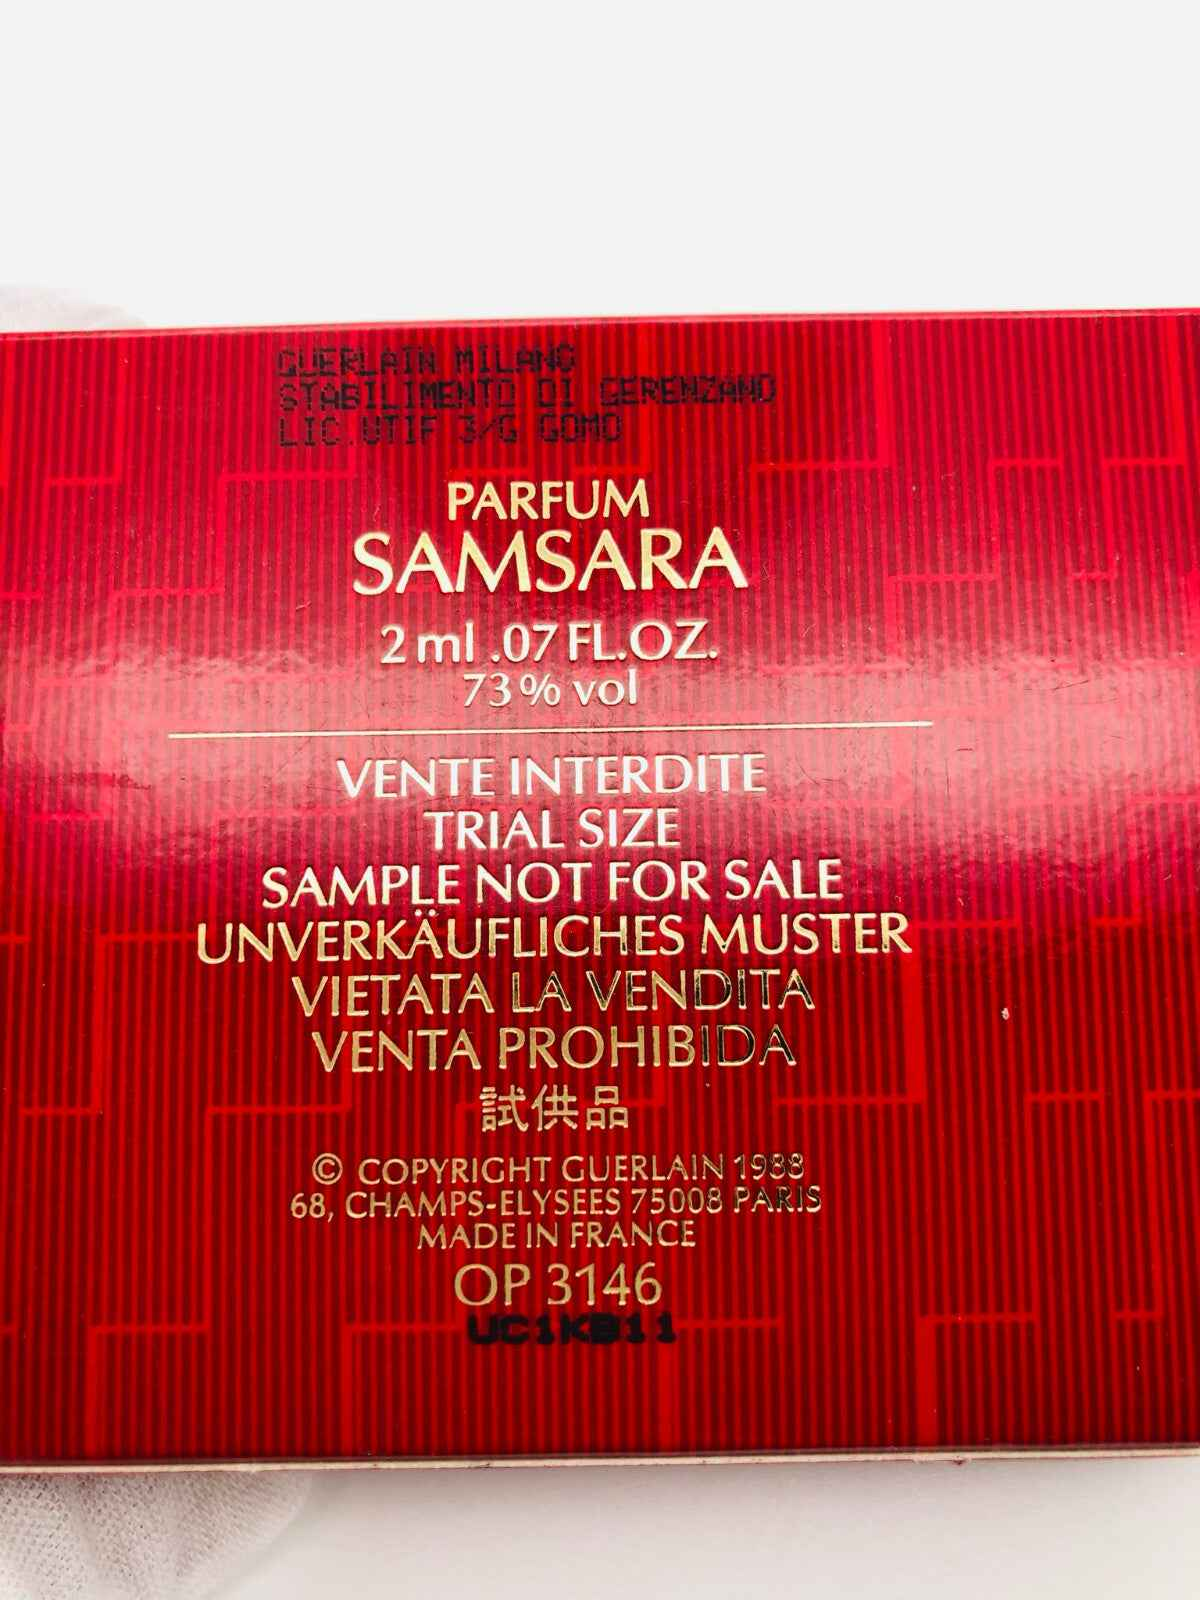 GUERLAIN MILANO
STABILIMENTO DI GERENZANO
LIC.UTIF 3/G GOMO
PARFUM
SAMSARA
2 ml .07 FL.OZ.
73% vol
VENTE INTERDITE
TRIAL SIZE
SAMPLE NOT FOR SALE
UNVERKÄUFLICHES MUSTER
VIETATA LA VENDITA
VENTA PROHIBIDA
試供品
© COPYRIGHT GUERLAIN 1988
68, CHAMPS-ELYSEES 75008 PARIS
MADE IN FRANCE
OP 3146